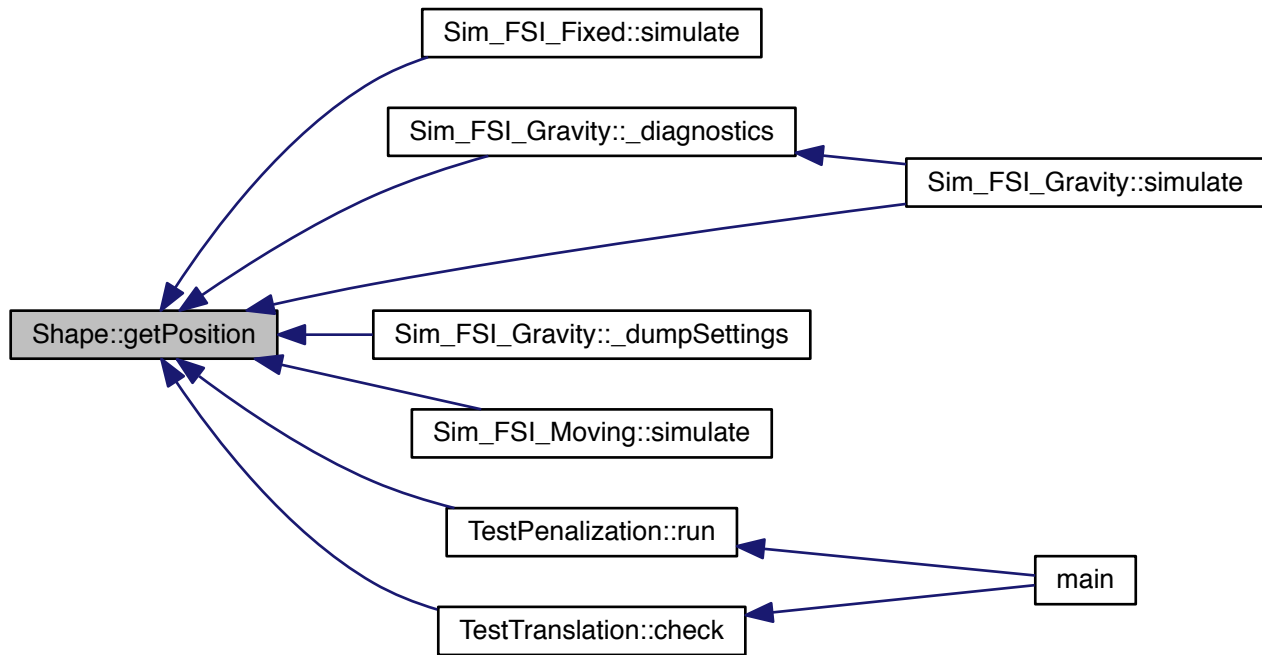 Sim_FSI_Fixed::simulate
Sim_FSI_Gravity::_diagnostics
Sim_FSI_Gravity::simulate
Shape::getPosition
Sim_FSI_Gravity::_dumpSettings
Sim_FSI_Moving::simulate
TestPenalization::run
main
TestTranslation::check